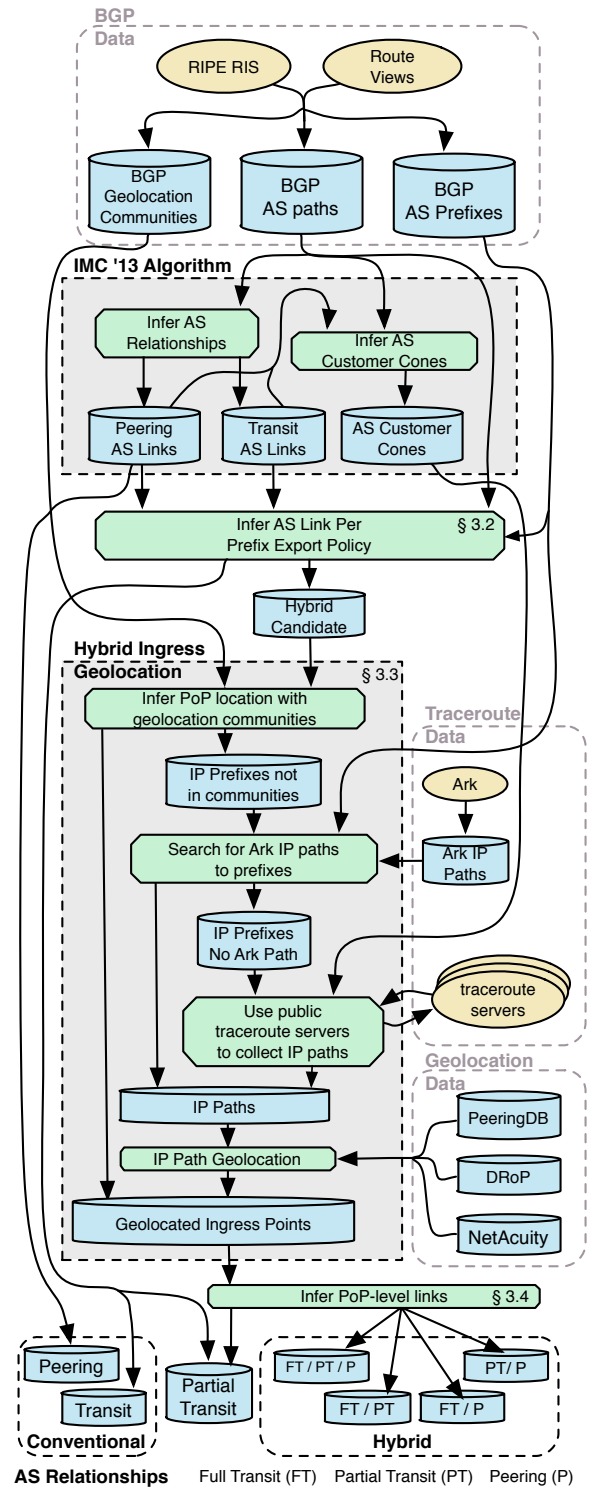 BGP
Data
RIPE RIS
Route
Views
BGP
Geolocation
Communities
BGP
AS paths
BGP
AS Prefixes
IMC '13 Algorithm
Infer AS
Relationships
Infer AS
Customer Cones
Peering
AS Links
Transit
AS Links
AS Customer
Cones
Infer AS Link Per
Prefix Export Policy
§ 3.2
Hybrid
Candidate
Hybrid Ingress
Geolocation
§ 3.3
Infer PoP location with
geolocation communities
Traceroute
Data
IP Prefixes not
in communities
Ark
Search for Ark IP paths
to prefixes
Ark IP
Paths
IP Prefixes
No Ark Path
traceroute
servers
Use public
traceroute servers
to collect IP paths
Geolocation
Data
IP Paths
PeeringDB
IP Path Geolocation
DRoP
Geolocated Ingress Points
NetAcuity
Infer PoP-level links
§ 3.4
Peering
Transit
Conventional
Partial
Transit
FT / PT / P
PT/ P
FT / PT
FT / P
Hybrid
AS Relationships
Full Transit (FT) Partial Transit (PT) Peering (P)